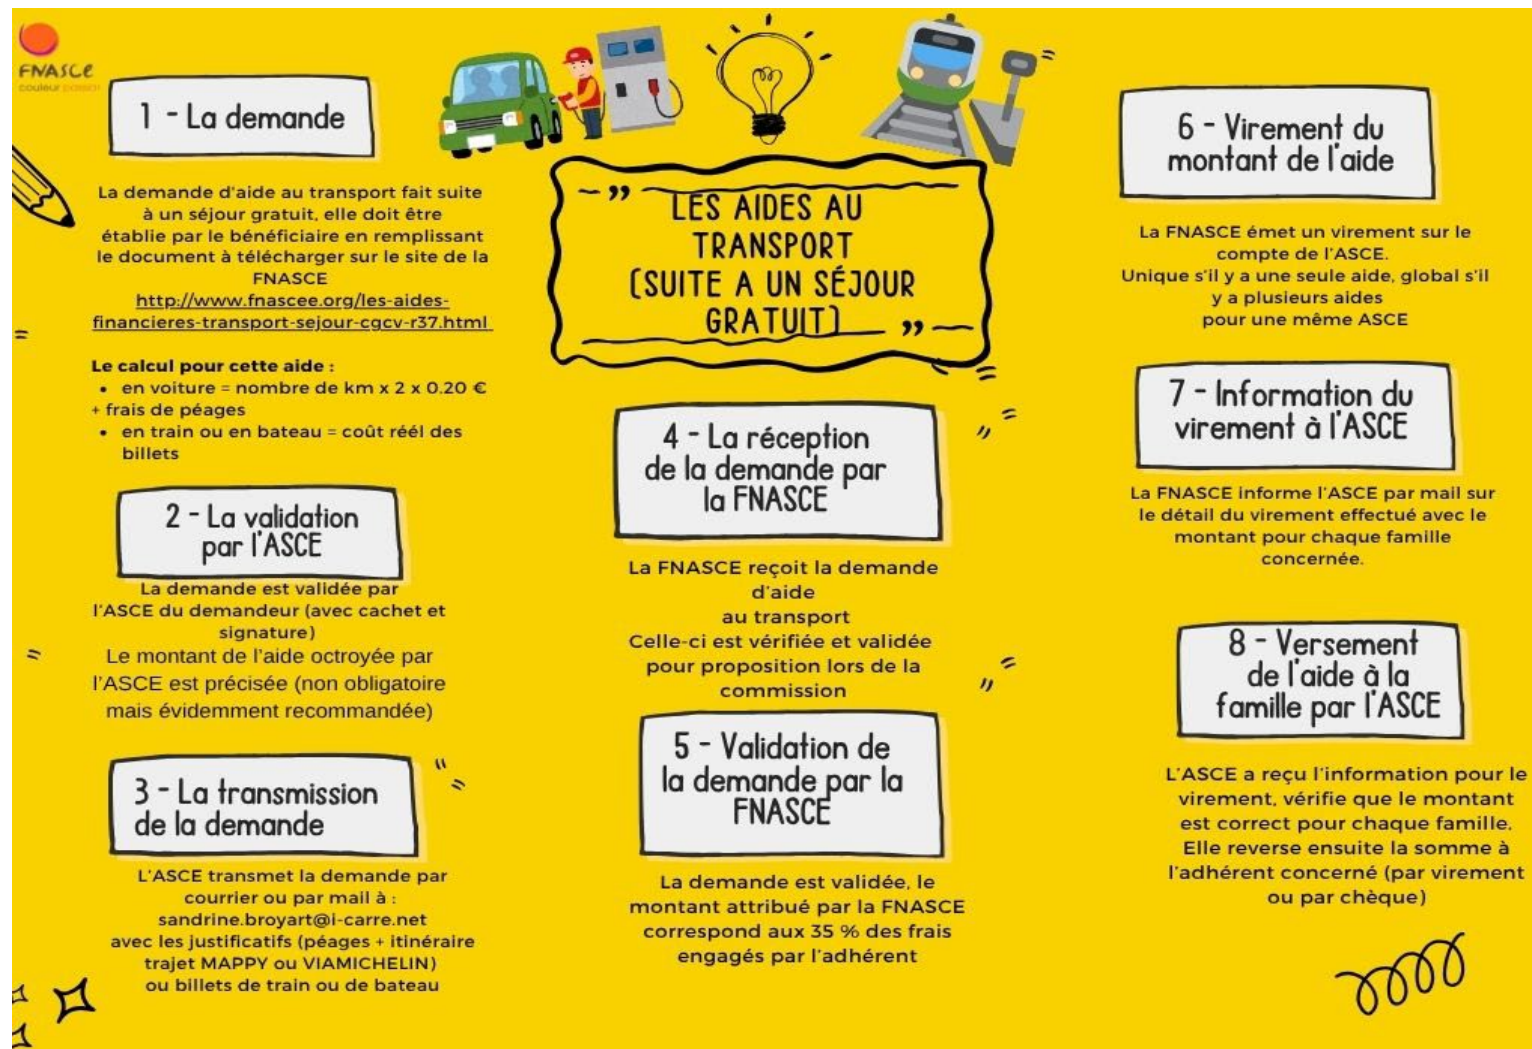 FNASCE
couleur passion
1 - La demande
La demande d'aide au transport fait suite
à un séjour gratuit, elle doit être
établie par le bénéficiaire en remplissant
le document à télécharger sur le site de la
FNASCE
http://www.fnascee.org/les-aides-
financieres-transport-sejour-cgcv-r37.html
Le calcul pour cette aide :
• en voiture = nombre de km x 2 x 0.20 €
+ frais de péages
• en train ou en bateau = coût réél des
billets
2 - La validation
par l'ASCE
La demande est validée par
l'ASCE du demandeur (avec cachet et
signature)
Le montant de l'aide octroyée par
l'ASCE est précisée (non obligatoire
mais évidemment recommandée)
3 - La transmission
de la demande
L'ASCE transmet la demande par
courrier ou par mail à :
sandrine.broyart@i-carre.net
avec les justificatifs (péages + itinéraire
trajet MAPPY ou VIAMICHELIN)
ou billets de train ou de bateau
LES AIDES AU
TRANSPORT
(SUITE A UN SÉJOUR
GRATUIT)
4 - La réception
de la demande par
la FNASCE
La FNASCE reçoit la demande
d'aide
au transport
Celle-ci est vérifiée et validée
pour proposition lors de la
commission
5 - Validation de
la demande par la
FNASCE
La demande est validée, le
montant attribué par la FNASCE
correspond aux 35 % des frais
engagés par l'adhérent
6 - Virement du
montant de l'aide
La FNASCE émet un virement sur le
compte de l'ASCE.
Unique s'il y a une seule aide, global s'il
y a plusieurs aides
pour une même ASCE
7 - Information du
virement à l'ASCE
La FNASCE informe l'ASCE par mail sur
le détail du virement effectué avec le
montant pour chaque famille
concernée.
8 - Versement
de l'aide à la
famille par l'ASCE
L'ASCE a reçu l'information pour le
virement, vérifie que le montant
est correct pour chaque famille.
Elle reverse ensuite la somme à
l'adhérent concerné (par virement
ou par chèque)